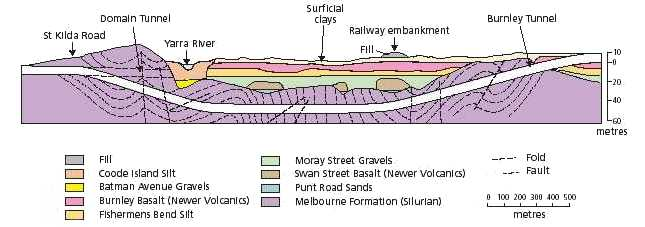 Surficial
clays
Domain Tunnel
Burnley Tunnel
St Kilda Road
Railway embankment
Yarra River
Fill
10
0
-20
-40
-60
metres
Fill
Coode Island Silt
Batman Avenue Gravels
Burnley Basalt (Newer Volcanics)
Fishermens Bend Silt
Moray Street Gravels
Swan Street Basalt (Newer Volcanics)
Punt Road Sands
Melbourne Formation (Silurian)
Fold
Fault
0 100 200 300 400 500
metres